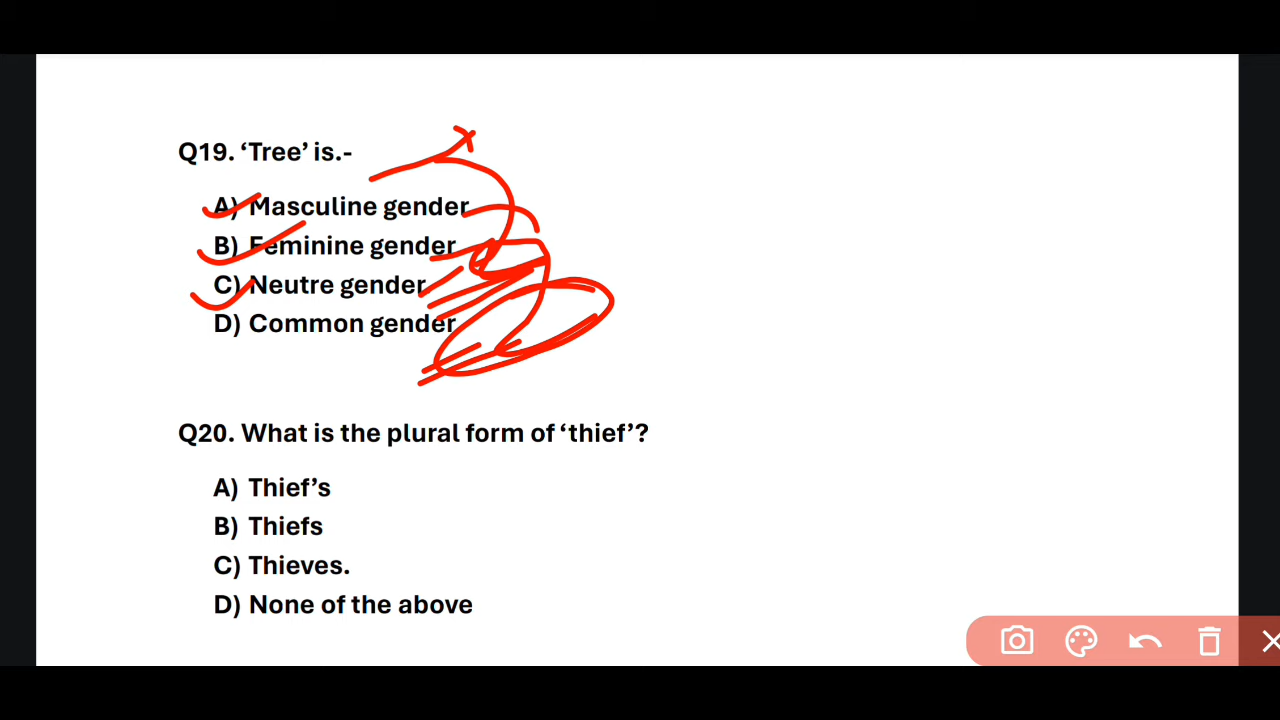 Q19. ‘Tree’ is.-
A) Masculine gender
B) Feminine gender
C) Neutre gender
D) Common gender
Q20. What is the plural form of ‘thief’?
A) Thief’s
B) Thiefs
C) Thieves.
D) None of the above